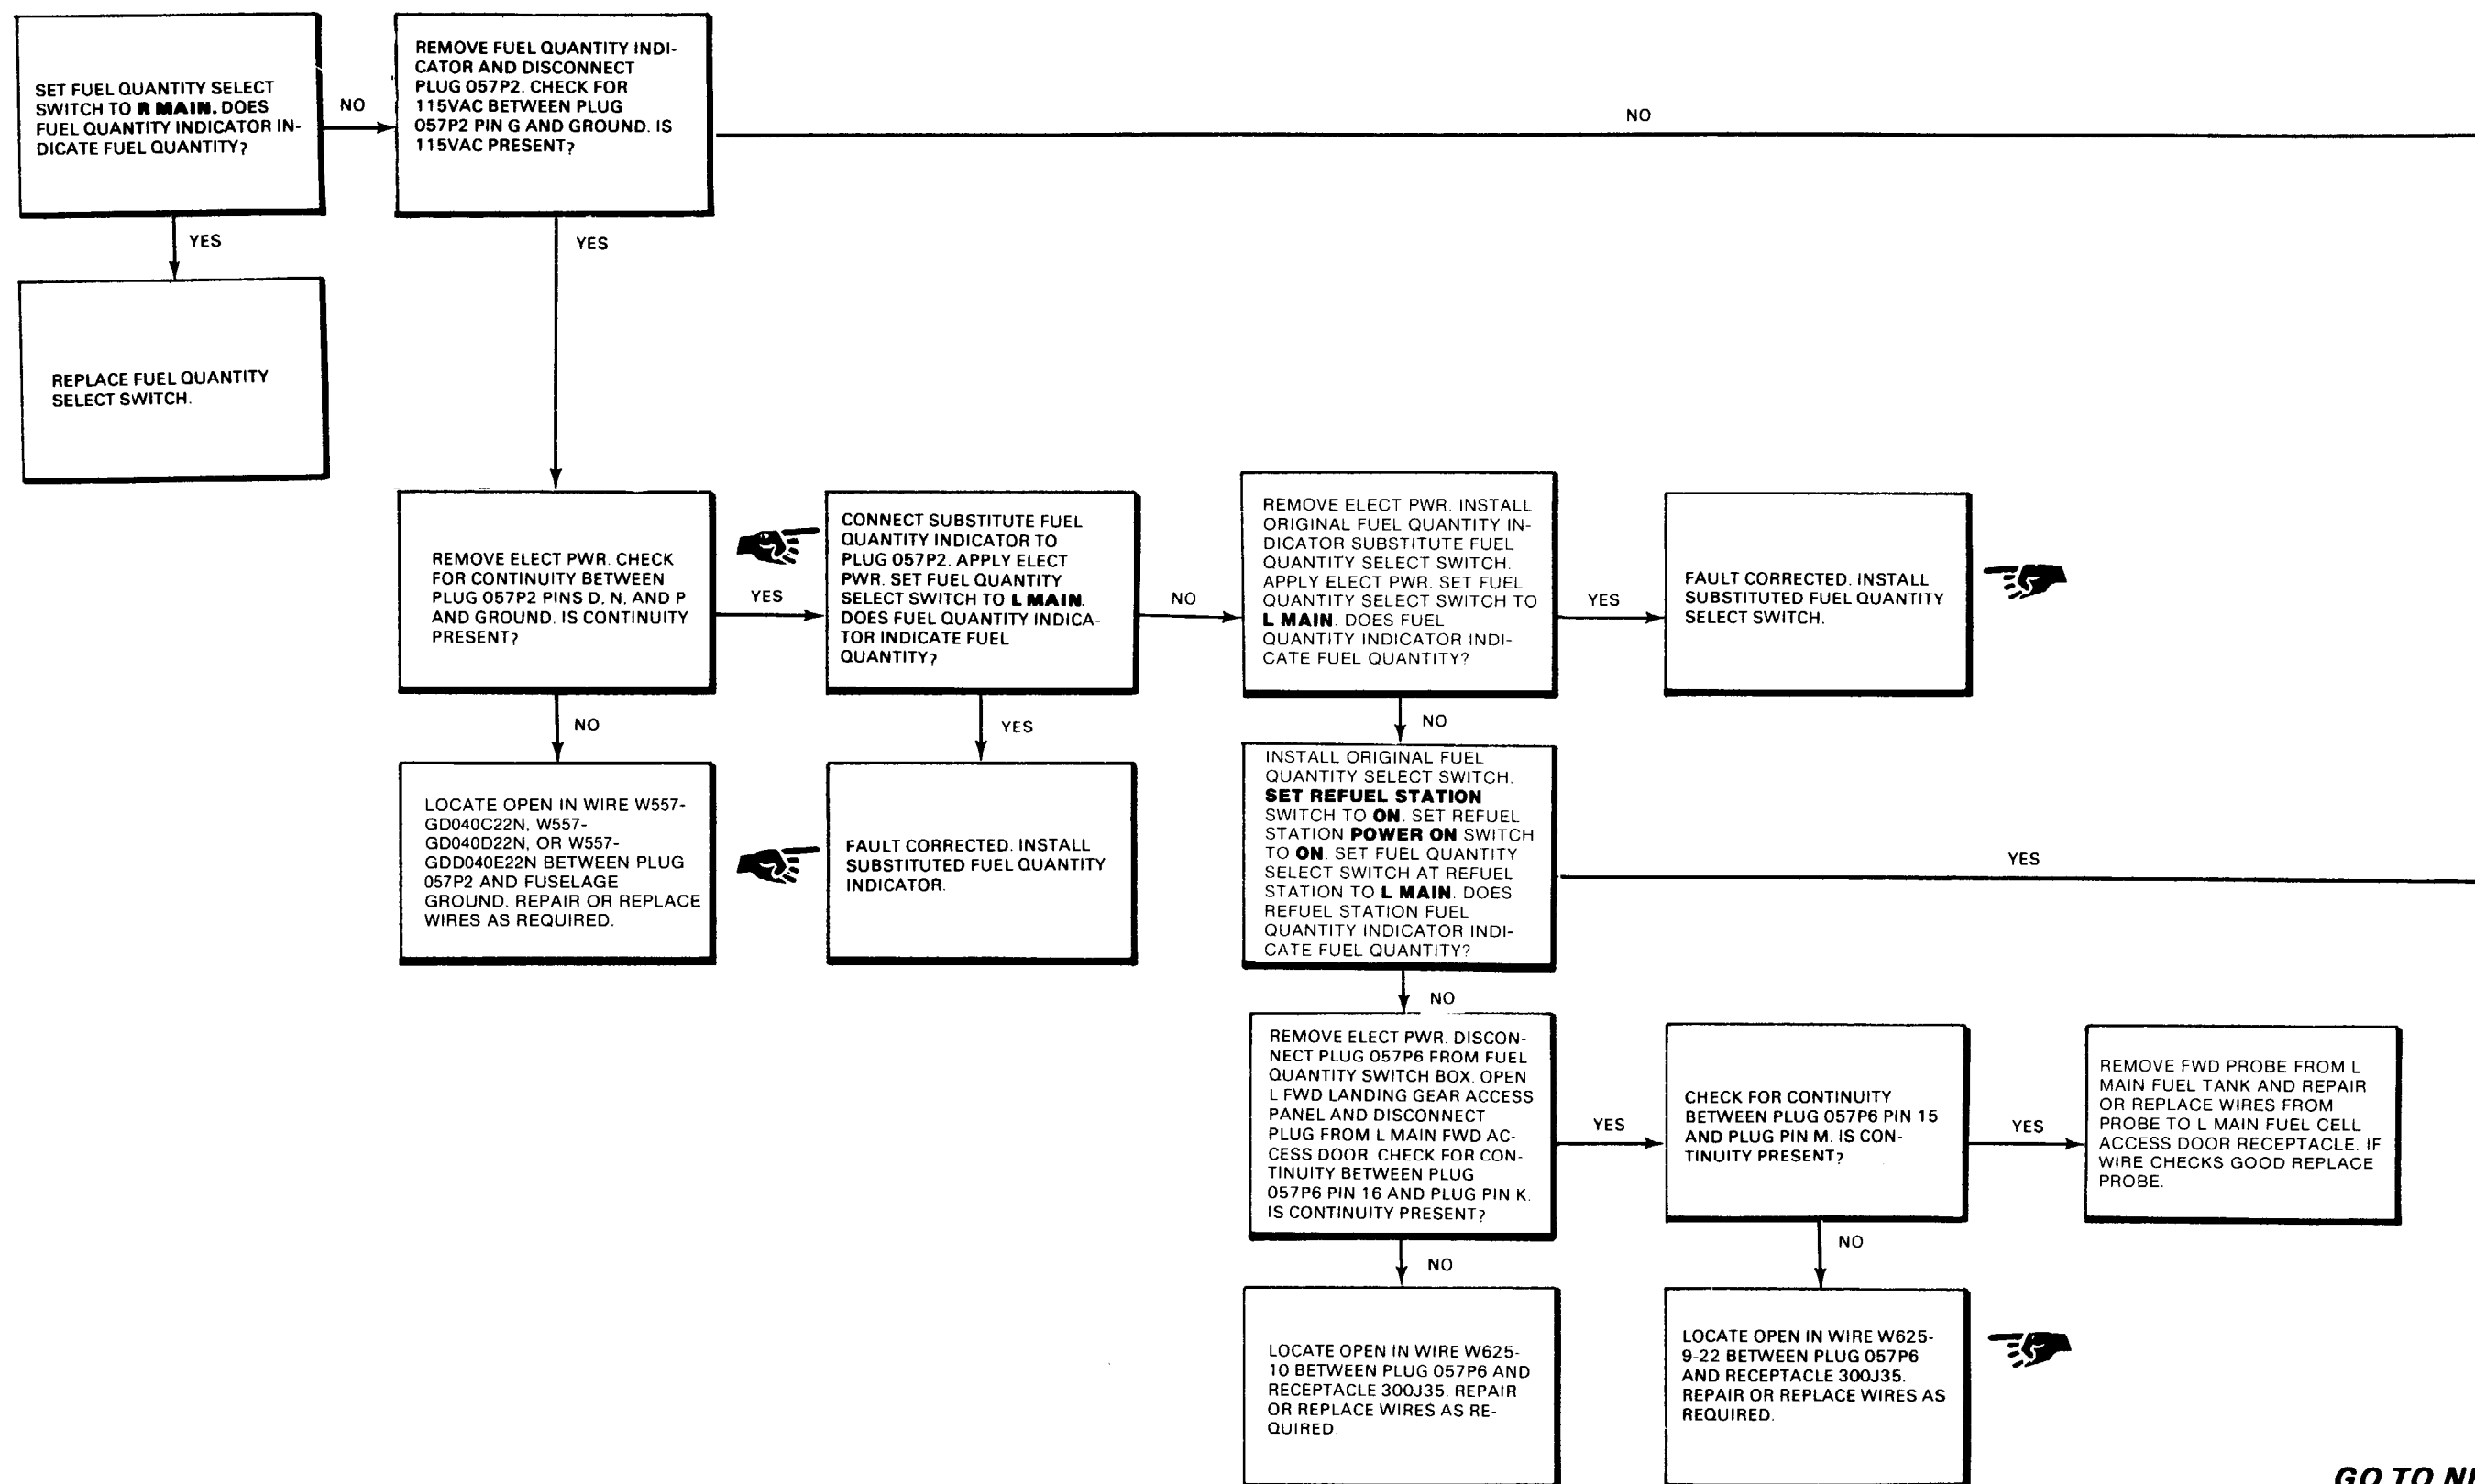 SET FUEL QUANTITY SELECT
SWITCH TO R MAIN. DOES
FUEL QUANTITY INDICATOR IN-
DICATE FUEL QUANTITY?
NO
REMOVE FUEL QUANTITY INDI-
CATOR AND DISCONNECT
PLUG 057P2. CHECK FOR
115VAC BETWEEN PLUG
057P2 PIN G AND GROUND. IS
115VAC PRESENT?
NO
YES
YES
REPLACE FUEL QUANTITY
SELECT SWITCH.
REMOVE ELECT PWR. CHECK
FOR CONTINUITY BETWEEN
PLUG 057P2 PINS D, N, AND P
AND GROUND. IS CONTINUITY
PRESENT?
YES
CONNECT SUBSTITUTE FUEL
QUANTITY INDICATOR TO
PLUG 057P2. APPLY ELECT
PWR. SET FUEL QUANTITY
SELECT SWITCH TO L MAIN.
DOES FUEL QUANTITY INDICA-
TOR INDICATE FUEL
QUANTITY?
NO
REMOVE ELECT PWR. INSTALL
ORIGINAL FUEL QUANTITY IN-
DICATOR SUBSTITUTE FUEL
QUANTITY SELECT SWITCH.
APPLY ELECT PWR. SET FUEL
QUANTITY SELECT SWITCH TO
L MAIN. DOES FUEL
QUANTITY INDICATOR INDI-
CATE FUEL QUANTITY?
YES
FAULT CORRECTED. INSTALL
SUBSTITUTED FUEL QUANTITY
SELECT SWITCH.
NO
YES
NO
LOCATE OPEN IN WIRE W557-
GD040C22N, W557-
GD040D22N, OR W557-
GDD040E22N BETWEEN PLUG
057P2 AND FUSELAGE
GROUND. REPAIR OR REPLACE
WIRES AS REQUIRED.
FAULT CORRECTED. INSTALL
SUBSTITUTED FUEL QUANTITY
INDICATOR.
INSTALL ORIGINAL FUEL
QUANTITY SELECT SWITCH.
SET REFUEL STATION
SWITCH TO ON. SET REFUEL
STATION POWER ON SWITCH
TO ON. SET FUEL QUANTITY
SELECT SWITCH AT REFUEL
STATION TO L MAIN. DOES
REFUEL STATION FUEL
QUANTITY INDICATOR INDI-
CATE FUEL QUANTITY?
YES
NO
REMOVE ELECT PWR. DISCON-
NECT PLUG 057P6 FROM FUEL
QUANTITY SWITCH BOX. OPEN
L FWD LANDING GEAR ACCESS
PANEL AND DISCONNECT
PLUG FROM L MAIN FWD AC-
CESS DOOR CHECK FOR CON-
TINUITY BETWEEN PLUG
057P6 PIN 16 AND PLUG PIN K.
IS CONTINUITY PRESENT?
YES
CHECK FOR CONTINUITY
BETWEEN PLUG 057P6 PIN 15
AND PLUG PIN M. IS CON-
TINUITY PRESENT?
YES
REMOVE FWD PROBE FROM L
MAIN FUEL TANK AND REPAIR
OR REPLACE WIRES FROM
PROBE TO L MAIN FUEL CELL
ACCESS DOOR RECEPTACLE. IF
WIRE CHECKS GOOD REPLACE
PROBE.
NO
NO
LOCATE OPEN IN WIRE W625-
10 BETWEEN PLUG 057P6 AND
RECEPTACLE 300J35. REPAIR
OR REPLACE WIRES AS RE-
QUIRED.
LOCATE OPEN IN WIRE W625-
9-22 BETWEEN PLUG 057P6
AND RECEPTACLE 300J35.
REPAIR OR REPLACE WIRES AS
REQUIRED.
GO TO